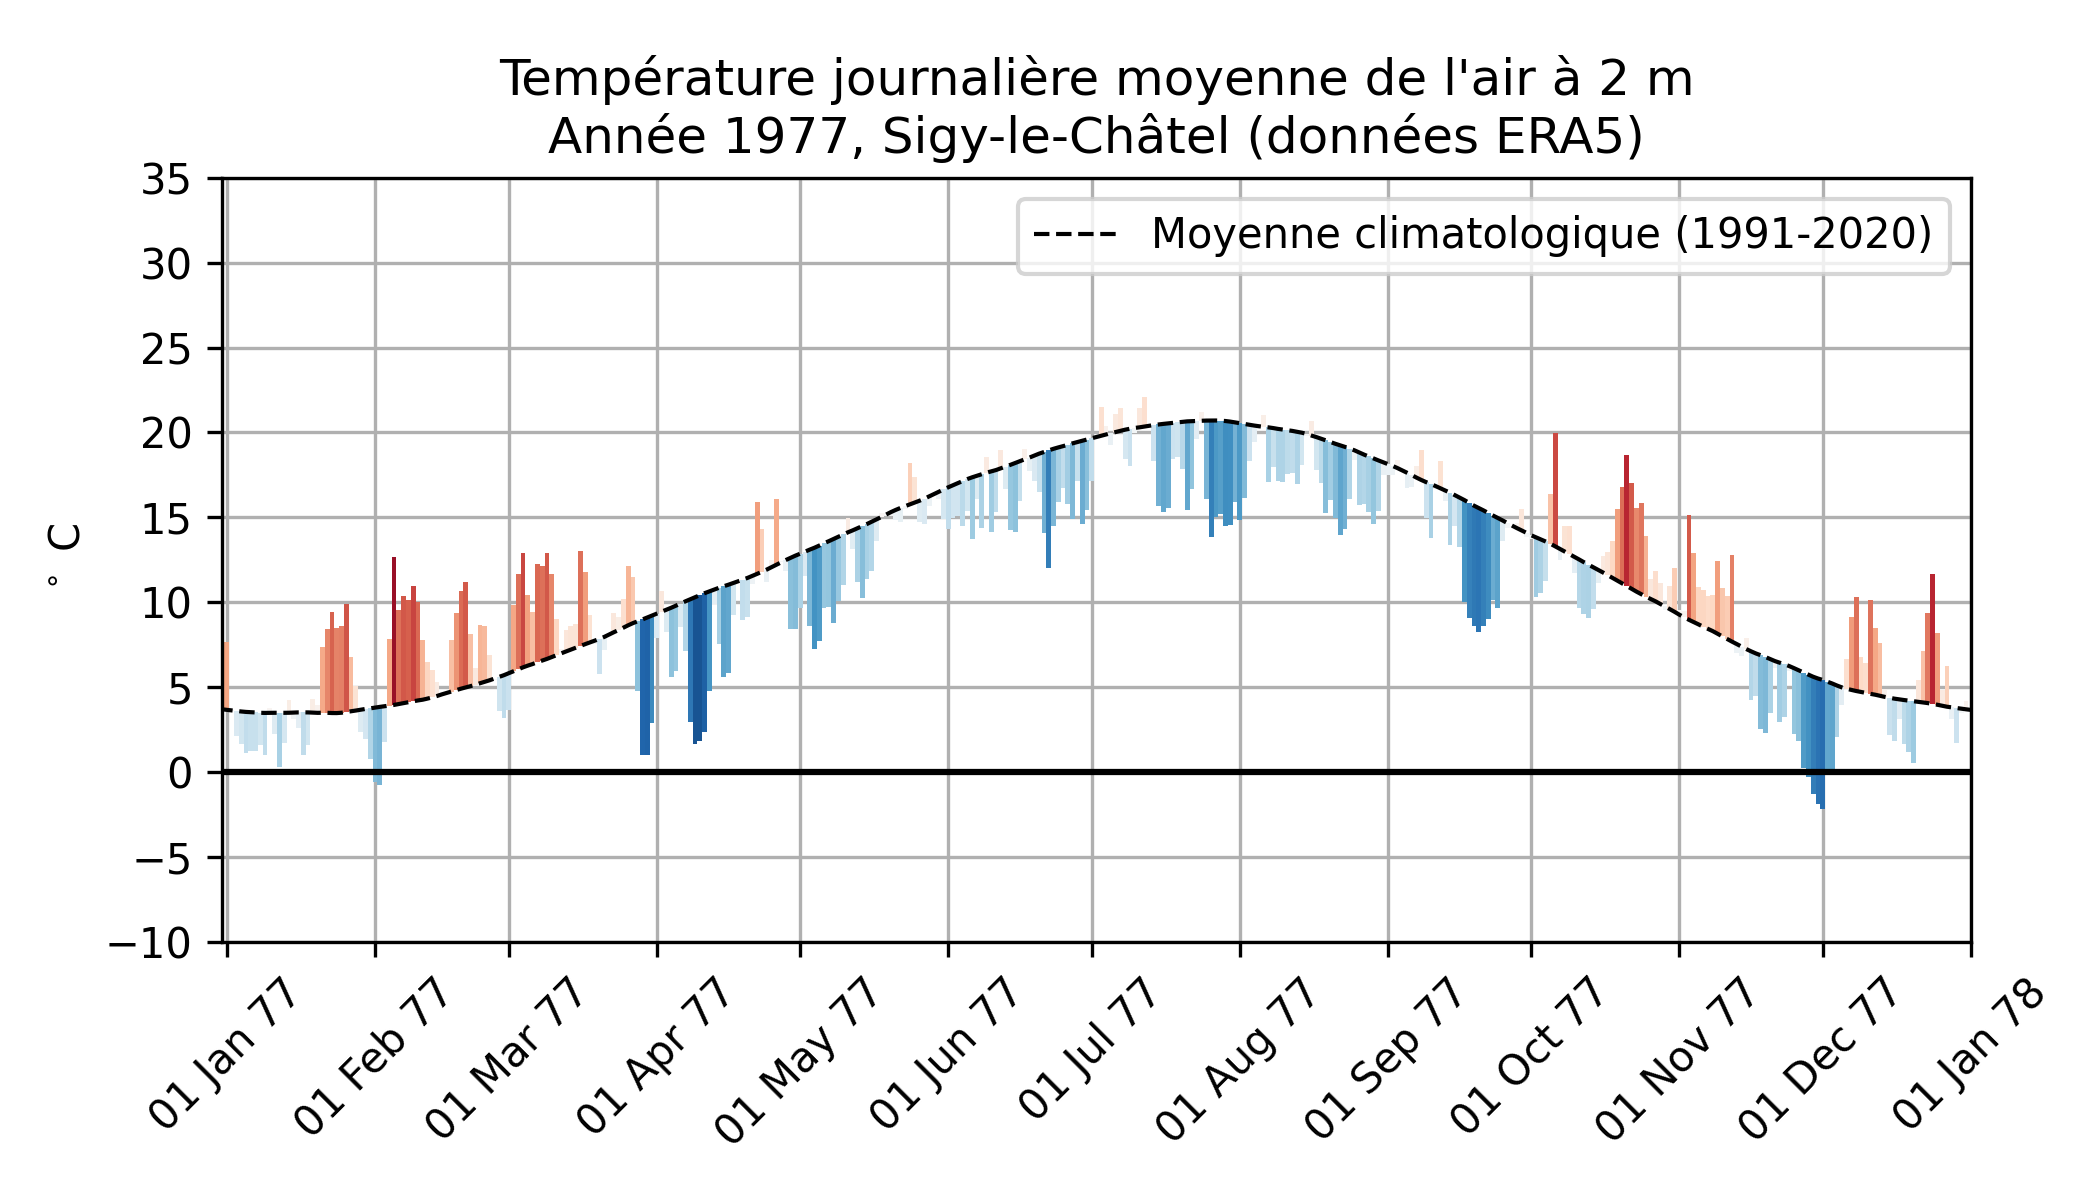 Température journalière moyenne de l'air à 2 m
Année 1977, Sigy-le-Châtel (données ERA5)
Moyenne climatologique (1991-2020)
° C
35
30
25
20
15
10
5
0
−5
−10
01 Jan 77
01 Feb 77
01 Mar 77
01 Apr 77
01 May 77
01 Jun 77
01 Jul 77
01 Aug 77
01 Sep 77
01 Oct 77
01 Nov 77
01 Dec 77
01 Jan 78